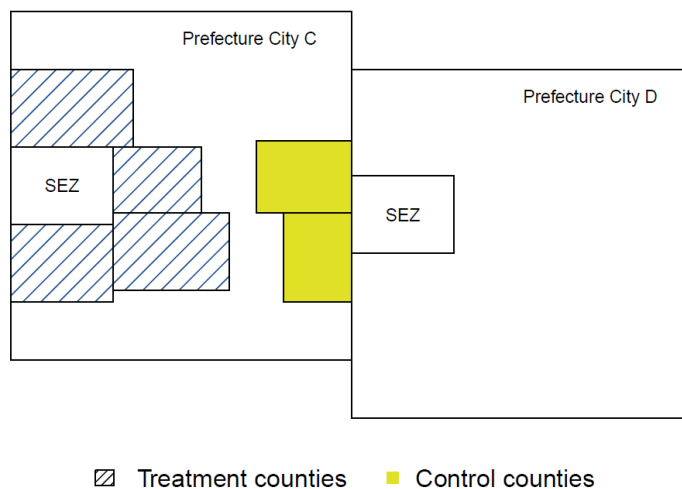 Prefecture City C
Prefecture City D
SEZ
SEZ
Treatment counties
Control counties